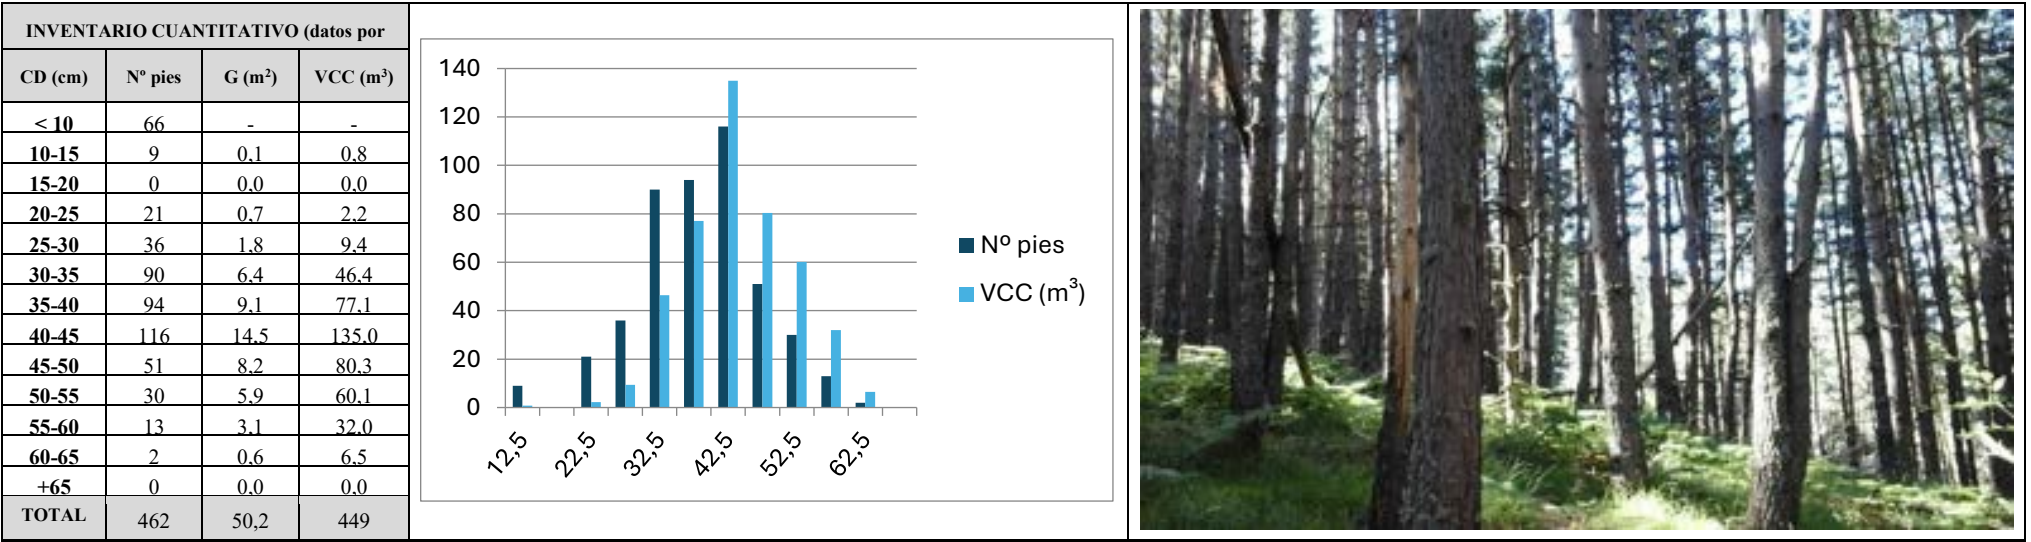 INVENTARIO CUANTITATIVO (datos por
CD (cm) Nº pies G (m²) VCC (m³)
< 10 66 - -
10-15 9 0,1 0,8
15-20 0 0,0 0,0
20-25 21 0,7 2,2
25-30 36 1,8 9,4
30-35 90 6,4 46,4
35-40 94 9,1 77,1
40-45 116 14,5 135,0
45-50 51 8,2 80,3
50-55 30 5,9 60,1
55-60 13 3,1 32,0
60-65 2 0,6 6,5
+65 0 0,0 0,0
TOTAL 462 50,2 449
140
120
100
80
60
40
20
0
12,5 22,5 32,5 42,5 52,5 62,5
Nº pies
VCC (m³)